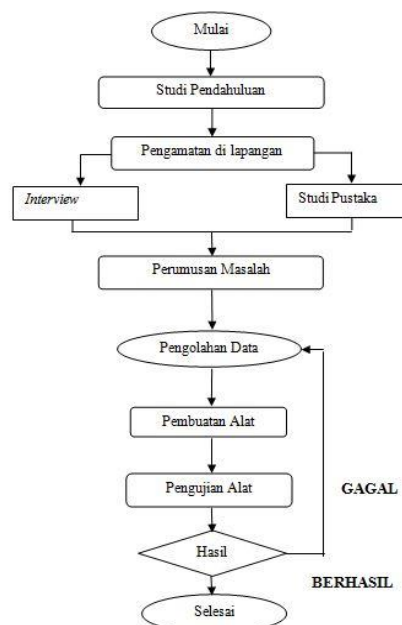 Mulai
Studi Pendahuluan
Pengamatan di lapangan
Interview
Studi Pustaka
Perumusan Masalah
Pengolahan Data
Pembuatan Alat
Pengujian Alat
GAGAL
Hasil
BERHASIL
Selesai